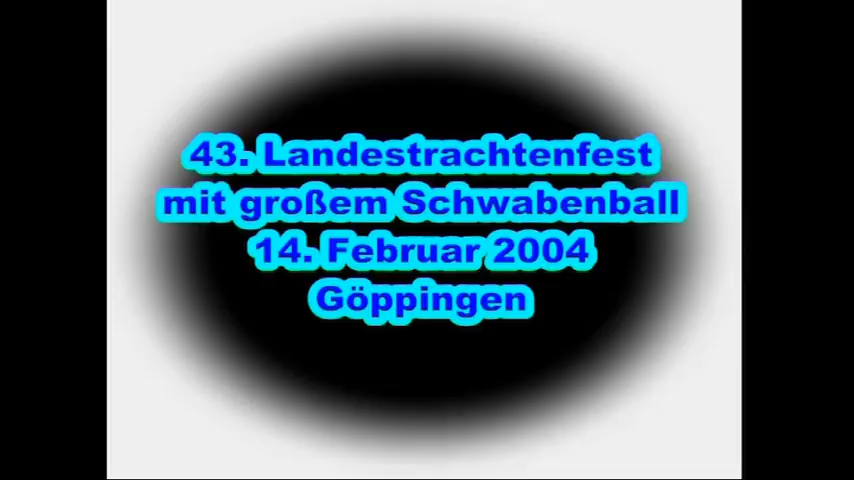 43. Landestrachtenfest
mit großem Schwabenball
14. Februar 2004
Göppingen